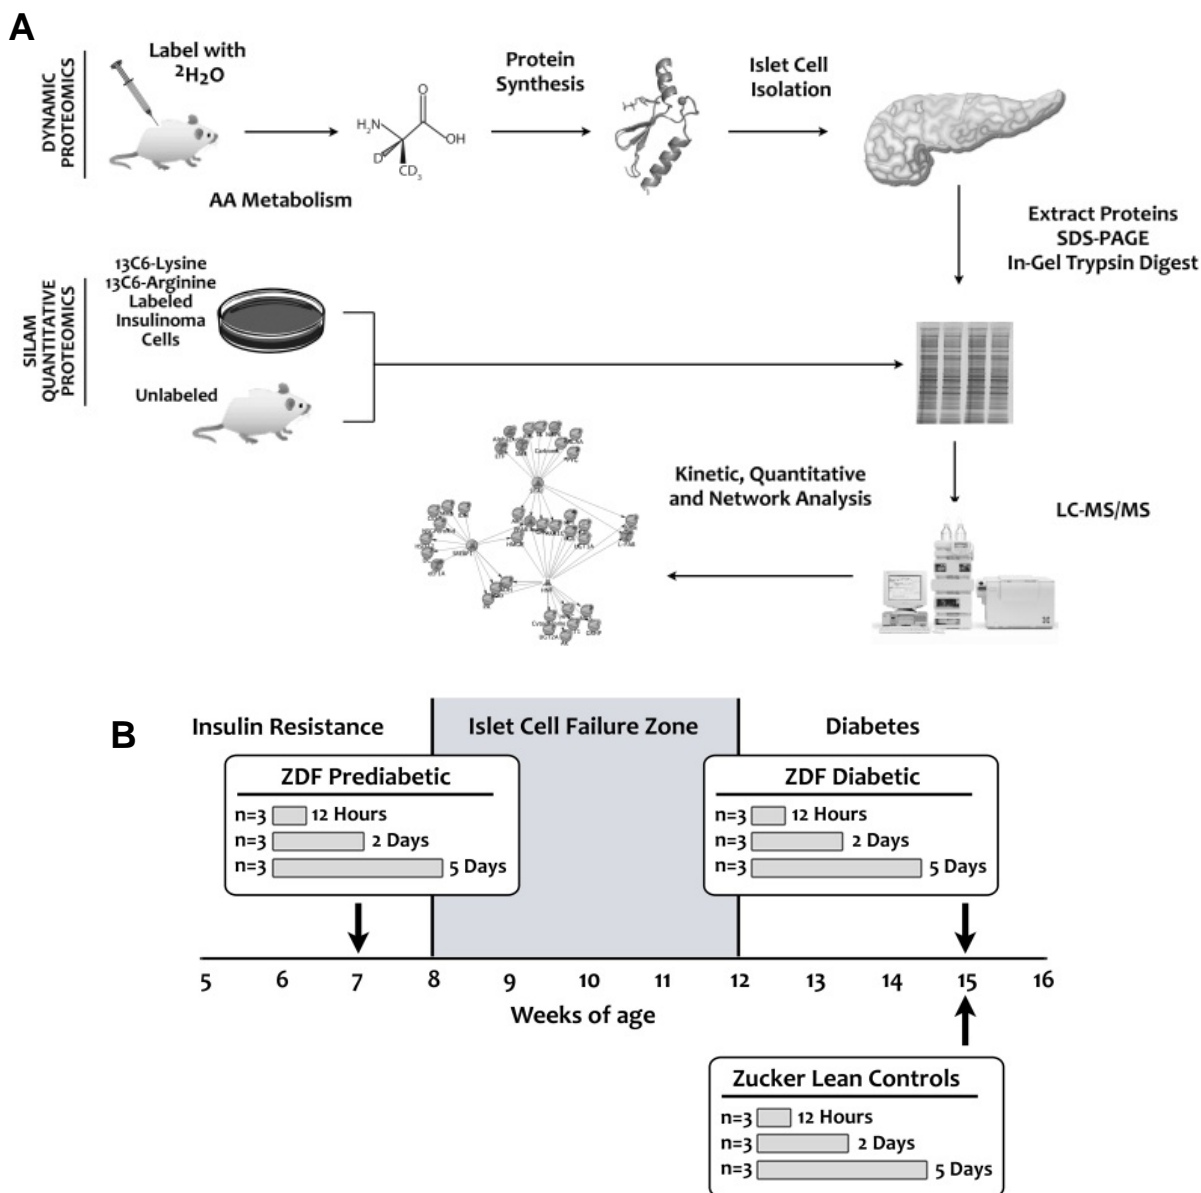 A
DYNAMIC
PROTEOMICS
Label with
²H₂O
AA Metabolism
H₂N
O
OH
D
CD₃
Protein
Synthesis
Islet Cell
Isolation
Extract Proteins
SDS-PAGE
In-Gel Trypsin Digest
SILAM
QUANTITATIVE
PROTEOMICS
13C6-Lysine
13C6-Arginine
Labeled
Insulinoma
Cells
Unlabeled
Kinetic, Quantitative
and Network Analysis
LC-MS/MS
B
Insulin Resistance
Islet Cell Failure Zone
Diabetes
ZDF Prediabetic
n=3 12 Hours
n=3 2 Days
n=3 5 Days
ZDF Diabetic
n=3 12 Hours
n=3 2 Days
n=3 5 Days
5 6 7 8 9 10 11 12 13 14 15 16
Weeks of age
Zucker Lean Controls
n=3 12 Hours
n=3 2 Days
n=3 5 Days